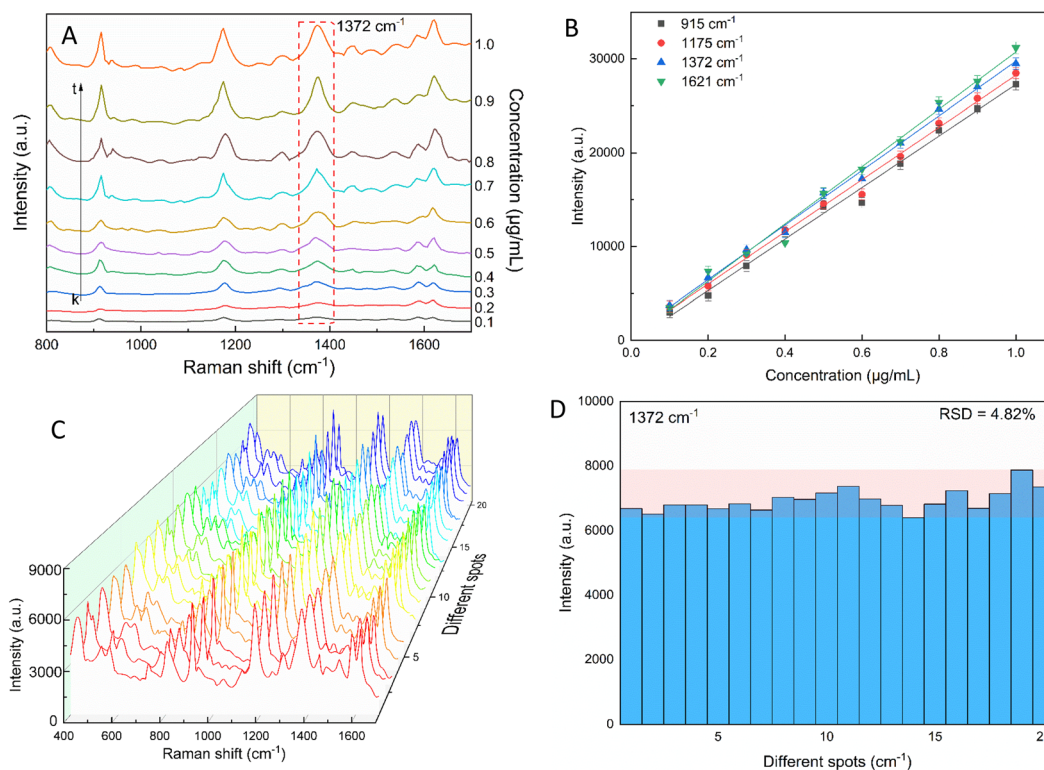 A
1372 cm⁻¹
1.0
0.9
0.8
0.7
0.6
0.5
0.4
0.3
0.2
0.1
t
k
Intensity (a.u.)
Concentration (µg/mL)
800 1000 1200 1400 1600
Raman shift (cm⁻¹)
B
915 cm⁻¹
1175 cm⁻¹
1372 cm⁻¹
1621 cm⁻¹
30000
20000
10000
0
Intensity (a.u.)
0.0 0.2 0.4 0.6 0.8 1.0
Concentration (µg/mL)
C
9000
6000
3000
0
Intensity (a.u.)
400 600 800 1000 1200 1400 1600
Raman shift (cm⁻¹)
5
10
15
20
Different spots
D
1372 cm⁻¹
RSD = 4.82%
10000
8000
6000
4000
2000
0
Intensity (a.u.)
5 10 15 2
Different spots (cm⁻¹)